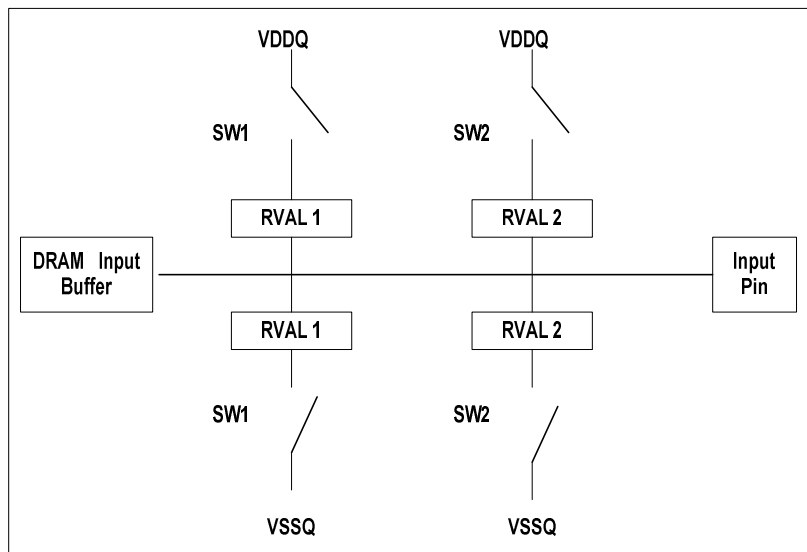 VDDQ VDDQ
SW1 SW2
RVAL 1 RVAL 2
DRAM Input
Buffer
Input
Pin
RVAL 1 RVAL 2
SW1 SW2
VSSQ VSSQ